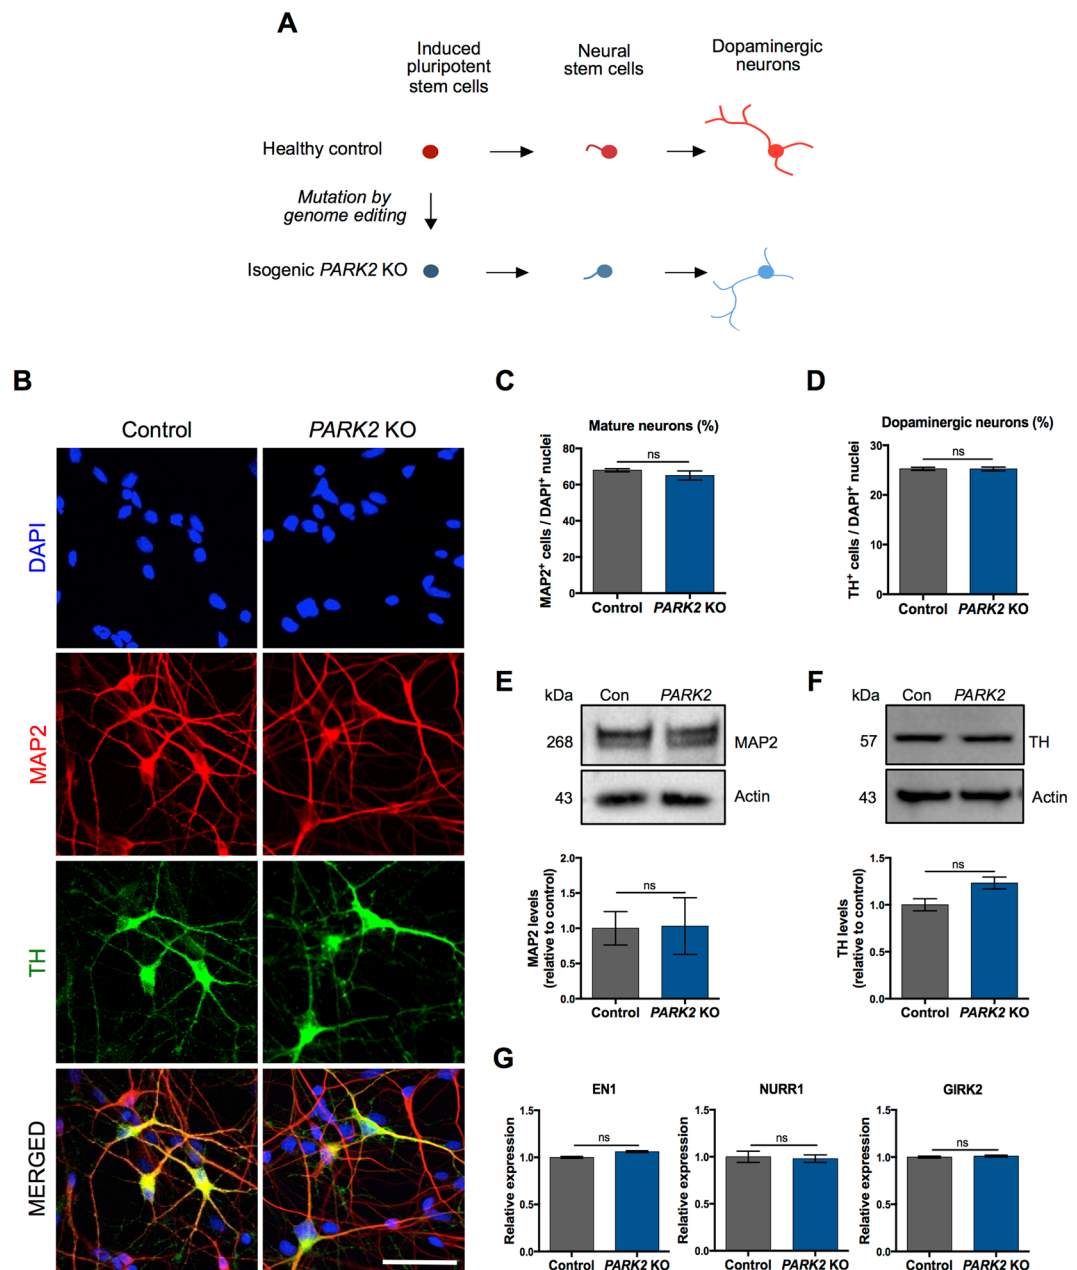 A
Induced
pluripotent
stem cells
Neural
stem cells
Dopaminergic
neurons
Healthy control
Mutation by
genome editing
Isogenic PARK2 KO
B
Control
PARK2 KO
DAPI
MAP2
TH
MERGED
C
Mature neurons (%)
MAP2+ cells / DAPI+ nuclei
80
60
40
20
0
ns
Control
PARK2 KO
D
Dopaminergic neurons (%)
TH+ cells / DAPI+ nuclei
30
20
10
0
ns
Control
PARK2 KO
E
kDa
Con
PARK2
268
MAP2
43
Actin
MAP2 levels
(relative to control)
2.0
1.5
1.0
0.5
0.0
ns
Control
PARK2 KO
F
kDa
Con
PARK2
57
TH
43
Actin
TH levels
(relative to control)
1.5
1.0
0.5
0.0
ns
Control
PARK2 KO
G
EN1
Relative expression
1.5
1.0
0.5
0.0
ns
Control
PARK2 KO
NURR1
Relative expression
1.5
1.0
0.5
0.0
ns
Control
PARK2 KO
GIRK2
Relative expression
1.5
1.0
0.5
0.0
ns
Control
PARK2 KO